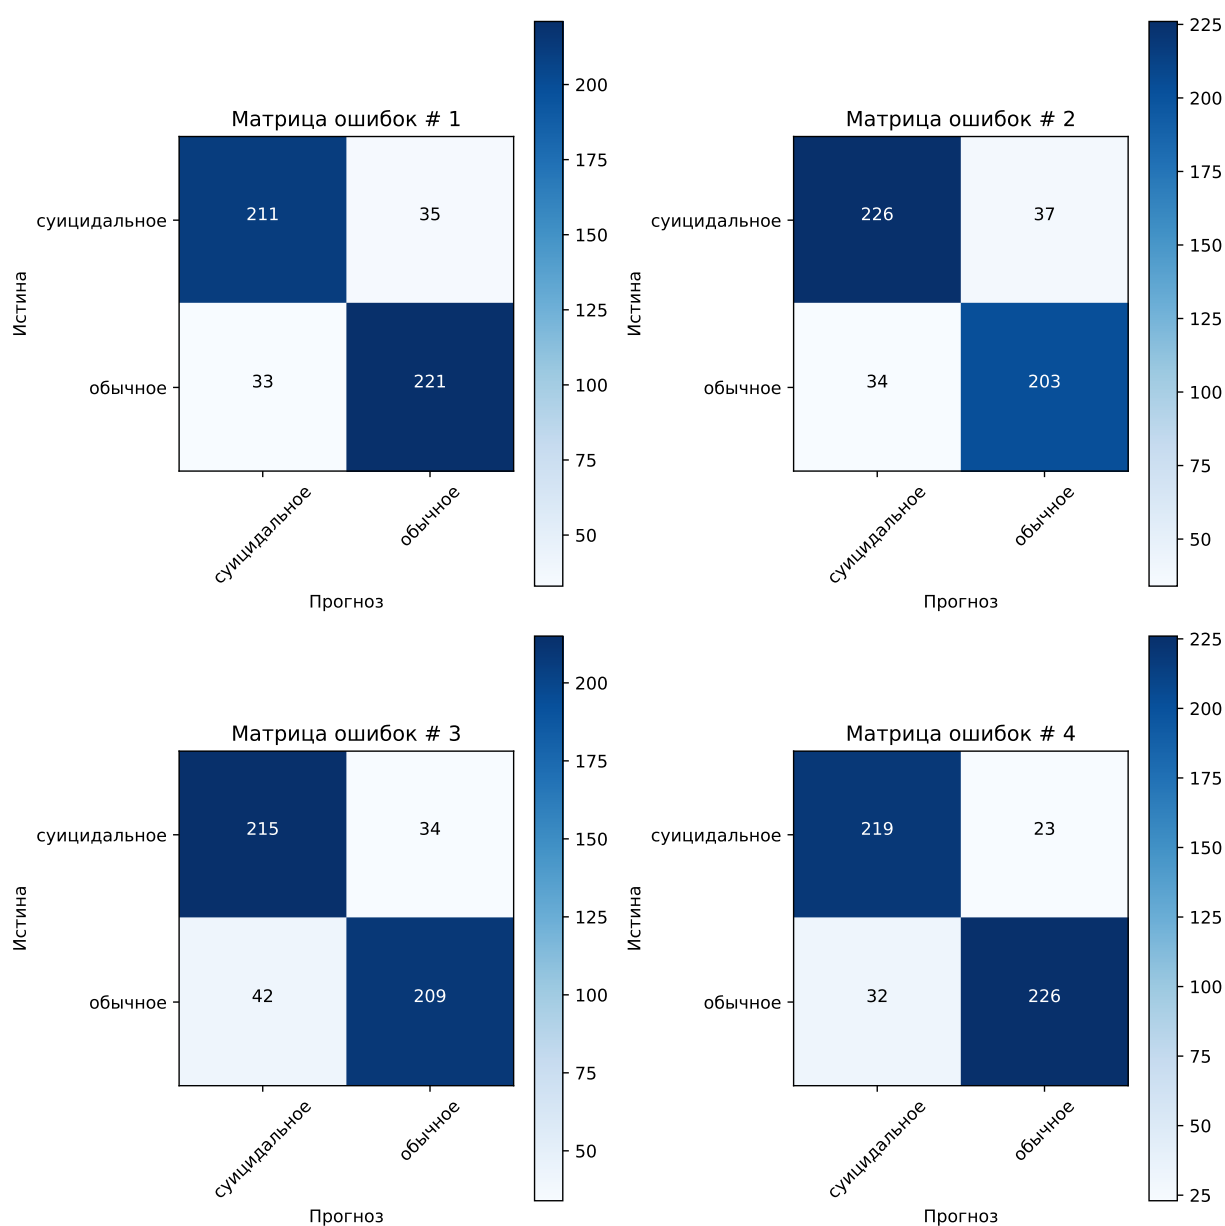 Матрица ошибок # 1
суицидальное
обычное
Истина
211
35
33
221
суицидальное
обычное
Прогноз
200
175
150
125
100
75
50
Матрица ошибок # 2
суицидальное
обычное
Истина
226
37
34
203
суицидальное
обычное
Прогноз
225
200
175
150
125
100
75
50
Матрица ошибок # 3
суицидальное
обычное
Истина
215
34
42
209
суицидальное
обычное
Прогноз
200
175
150
125
100
75
50
Матрица ошибок # 4
суицидальное
обычное
Истина
219
23
32
226
суицидальное
обычное
Прогноз
225
200
175
150
125
100
75
50
25